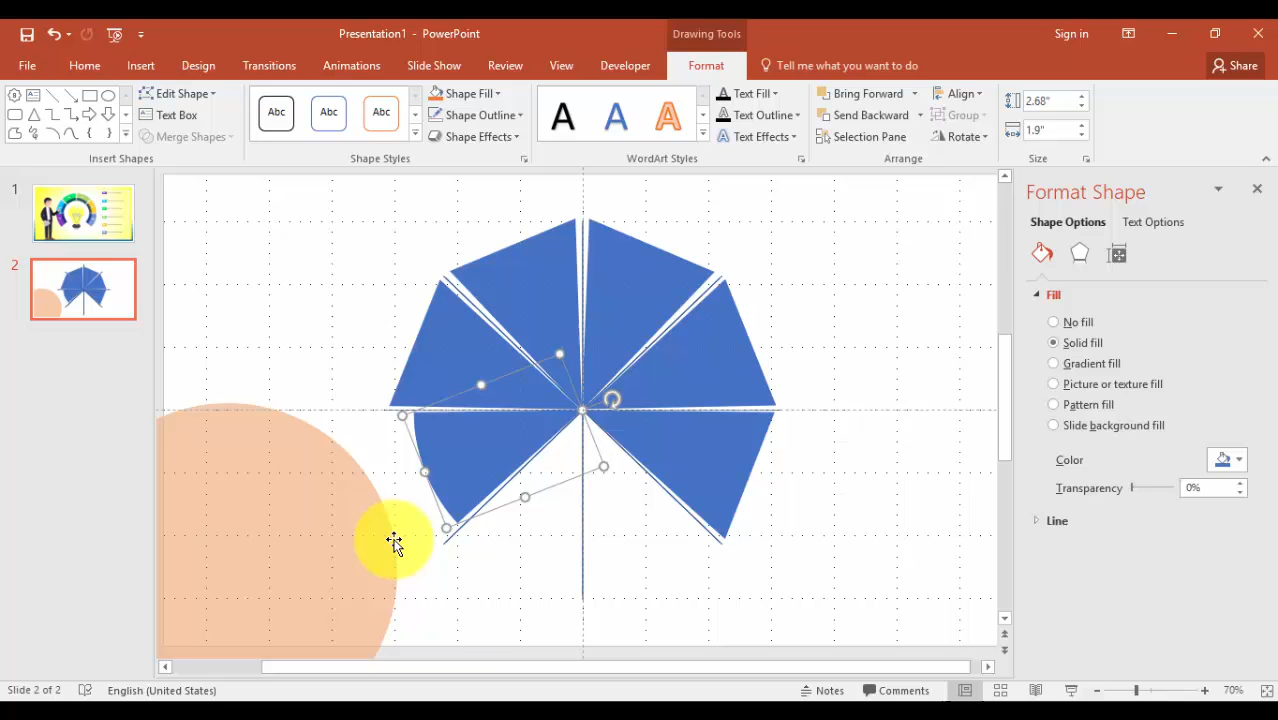 Presentation1 - PowerPoint
Drawing Tools
Sign in
File
Home
Insert
Design
Transitions
Animations
Slide Show
Review
View
Developer
Format
Tell me what you want to do
Share
Edit Shape
Text Box
Merge Shapes
Insert Shapes
Abc
Abc
Abc
Shape Fill
Shape Outline
Shape Effects
Shape Styles
A
A
A
Text Fill
Text Outline
Text Effects
WordArt Styles
Bring Forward
Send Backward
Selection Pane
Align
Group
Rotate
Arrange
2.68"
1.9"
Size
1
2
Format Shape
Shape Options
Text Options
Fill
No fill
Solid fill
Gradient fill
Picture or texture fill
Pattern fill
Slide background fill
Color
Transparency
0%
Line
Slide 2 of 2
English (United States)
Notes
Comments
70%